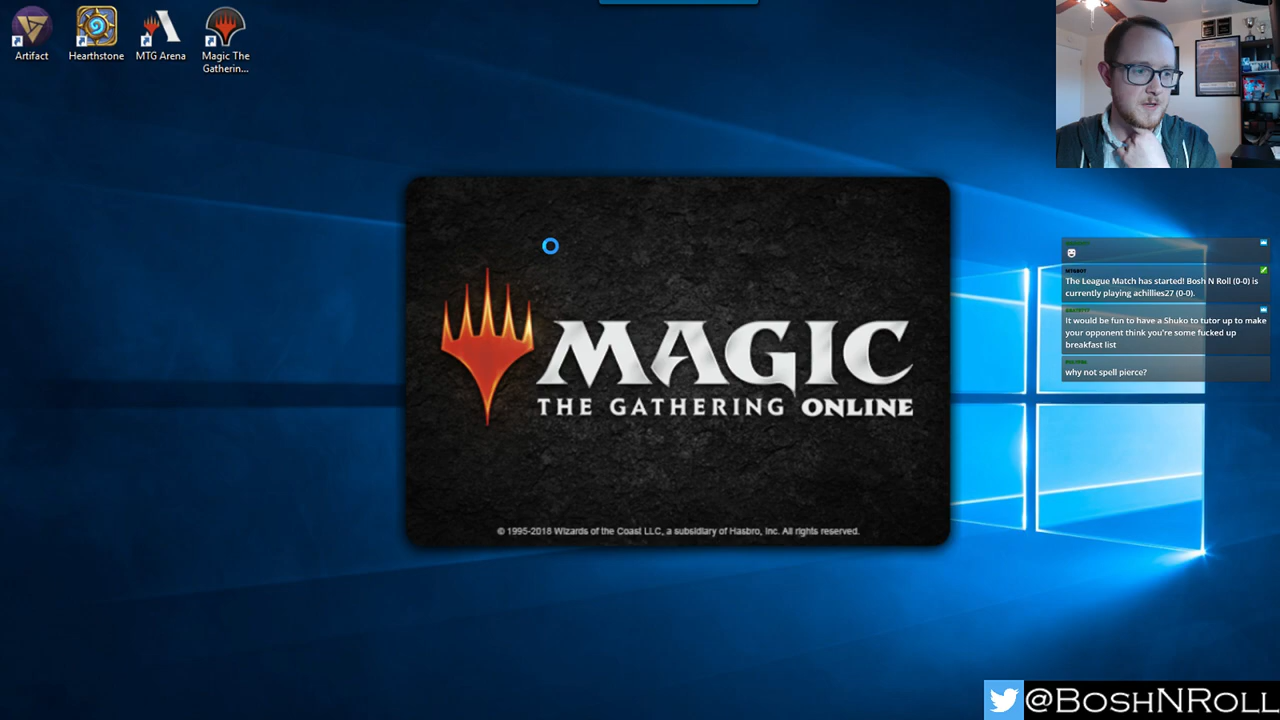 Artifact
Hearthstone
MTG Arena
Magic The
Gatherin...
MAGIC
THE GATHERING ONLINE
© 1995-2018 Wizards of the Coast LLC, a subsidiary of Hasbro, Inc. All rights reserved.
MTGBOT
The League Match has started! Bosh N Roll (0-0) is
currently playing achillies27 (0-0).
It would be fun to have a Shuko to tutor up to make
your opponent think you're some fucked up
breakfast list
why not spell pierce?
@BoshNRoll